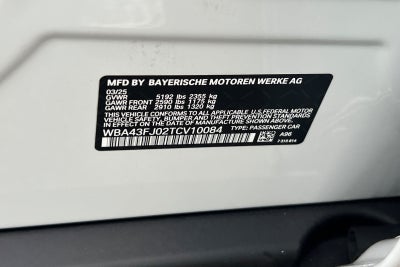 MFD BY BAYERISCHE MOTOREN WERKE AG
03/25
GVWR 5192 lbs 2355 kg
GAWR FRONT 2590 lbs 1175 kg
GAWR REAR 2910 lbs 1320 kg
THIS VEHICLE CONFORMS TO ALL APPLICABLE U.S. FEDERAL MOTOR
VEHICLE SAFETY, BUMPER AND THEFT PREVENTION STANDARDS
IN EFFECT ON THE DATE OF MANUFACTURE SHOWN ABOVE.
WBA43FJ02TCV10084 TYPE: PASSENGER CAR
A96